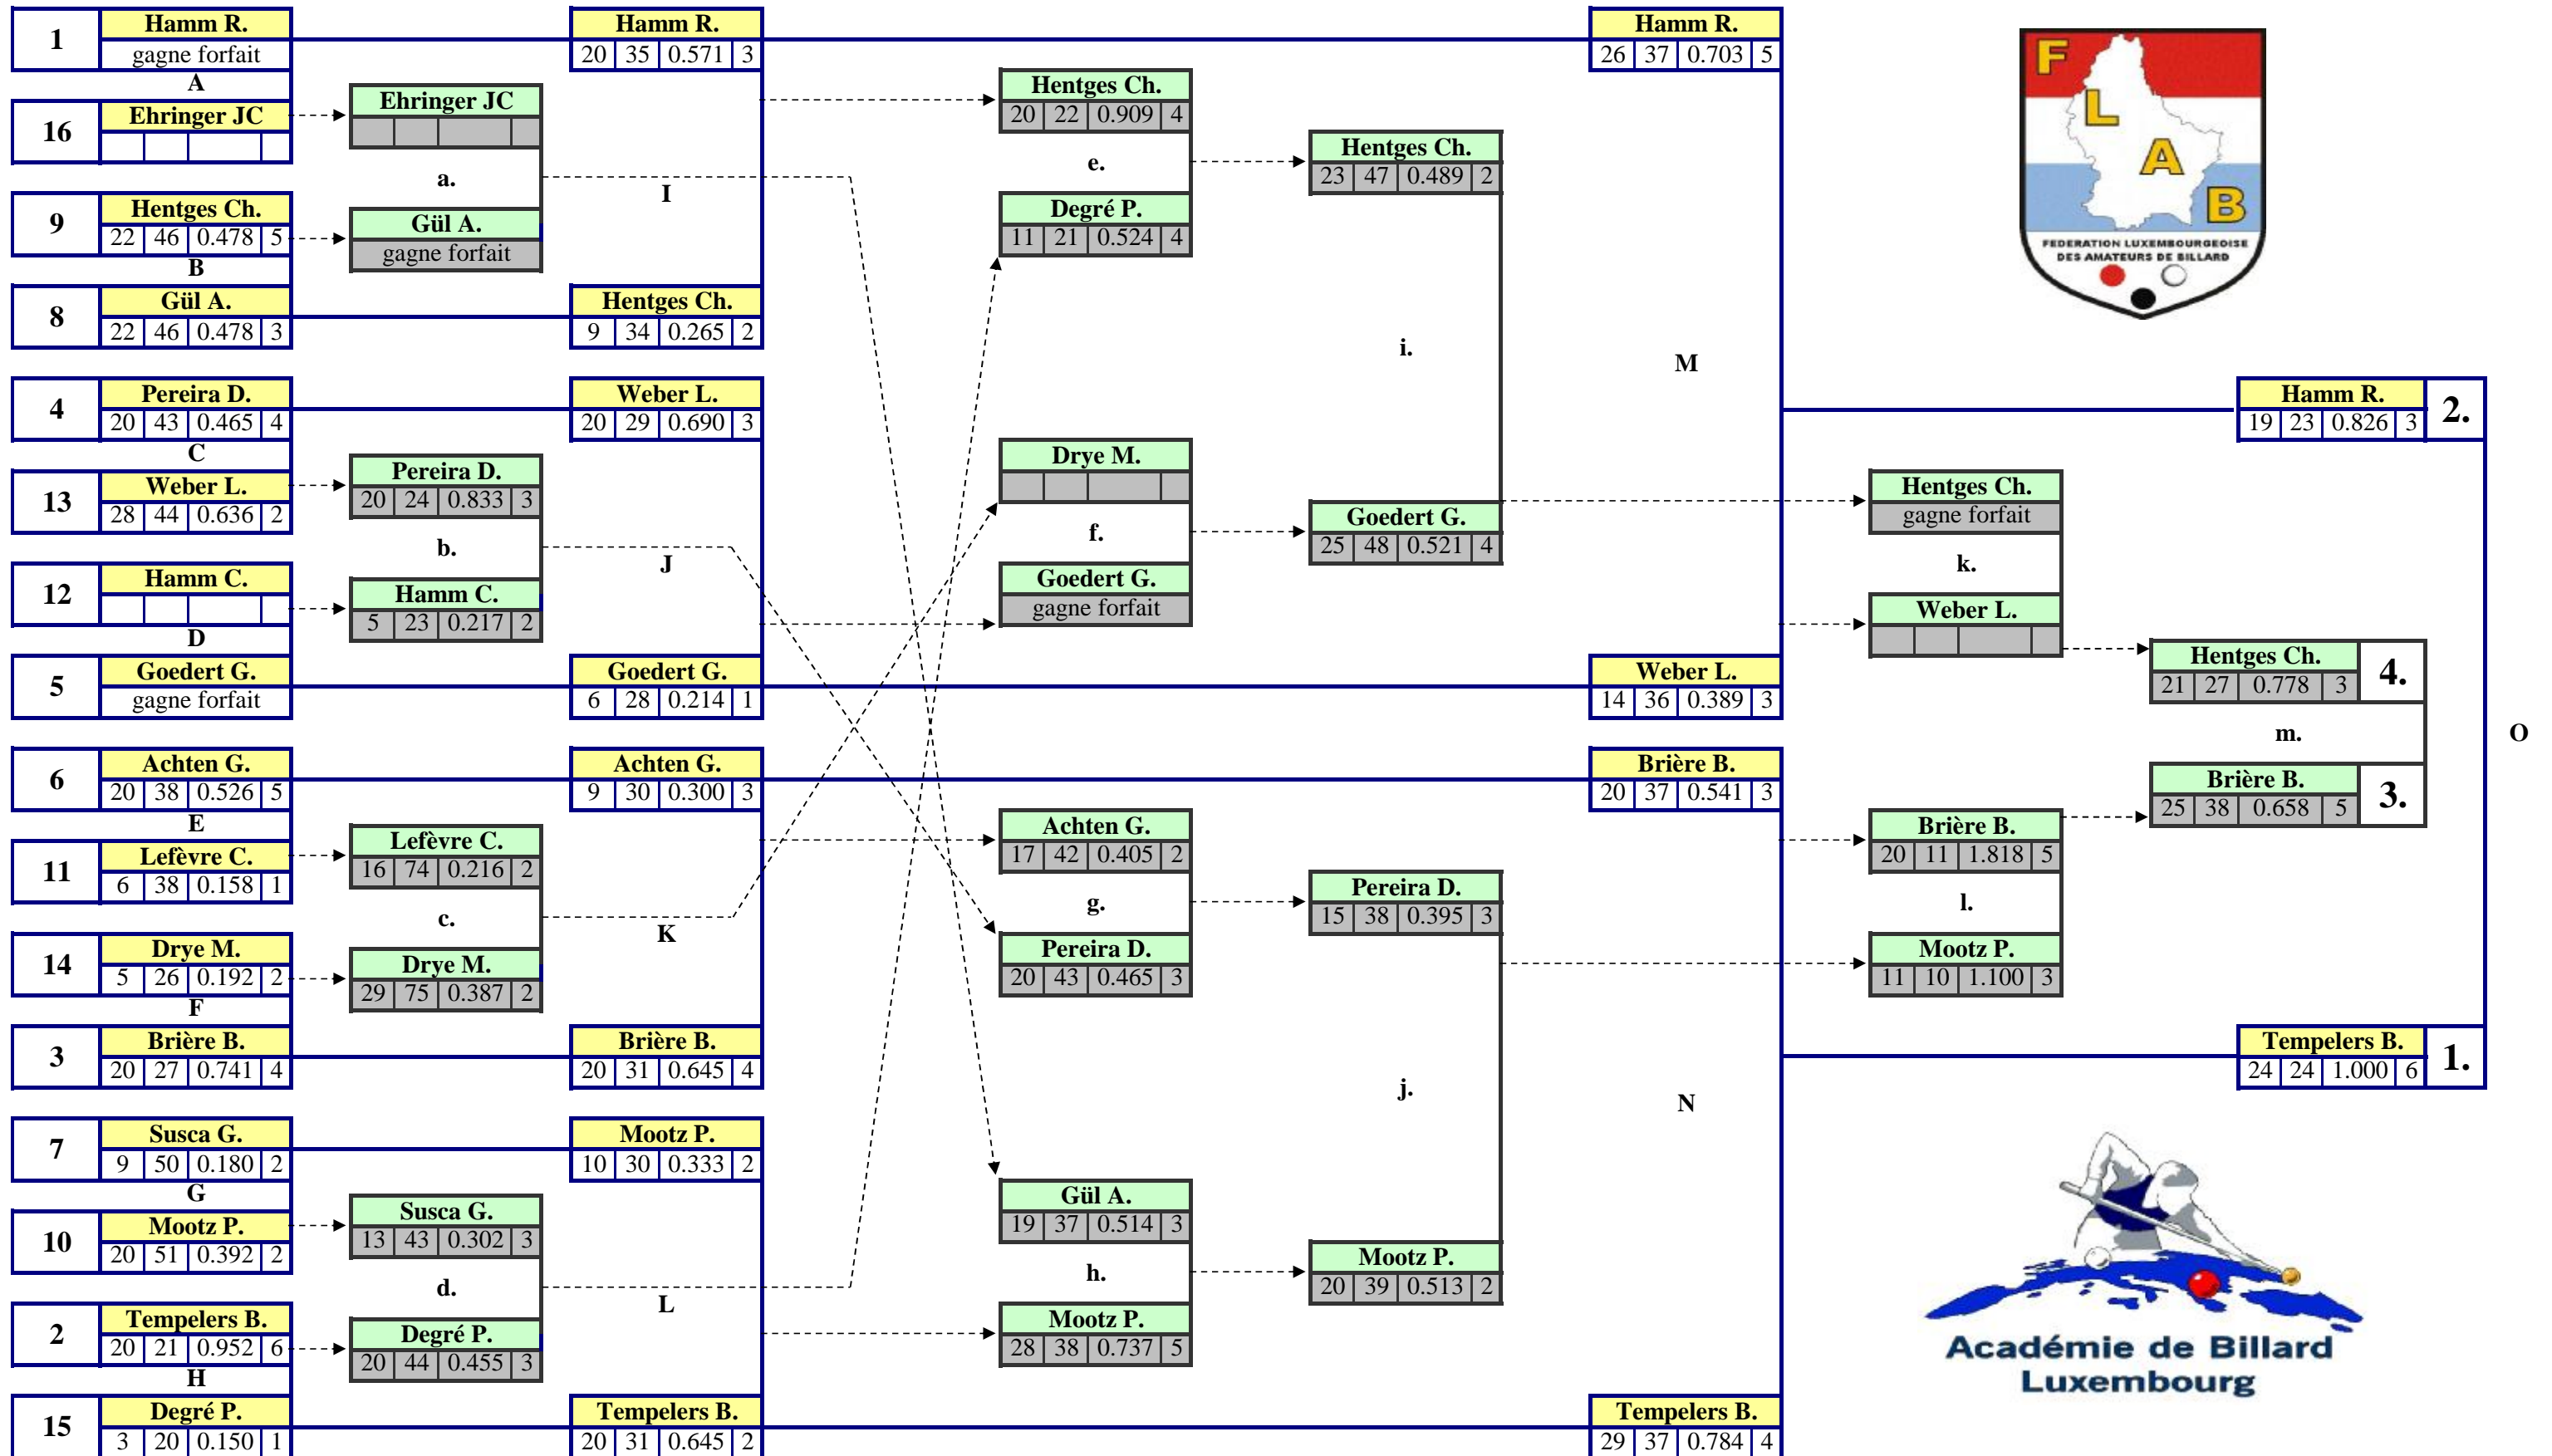 1
Hamm R.
gagne forfait
A
16
Ehringer JC
9
Hentges Ch.
22 46 0.478 5
B
8
Gül A.
22 46 0.478 3
4
Pereira D.
20 43 0.465 4
C
13
Weber L.
28 44 0.636 2
12
Hamm C.
D
5
Goedert G.
gagne forfait
6
Achten G.
20 38 0.526 5
E
11
Lefèvre C.
6 38 0.158 1
14
Drye M.
5 26 0.192 2
F
3
Brière B.
20 27 0.741 4
7
Susca G.
9 50 0.180 2
G
10
Mootz P.
20 51 0.392 2
2
Tempelers B.
20 21 0.952 6
H
15
Degré P.
3 20 0.150 1
Ehringer JC
a.
Gül A.
gagne forfait
Pereira D.
20 24 0.833 3
b.
Hamm C.
5 23 0.217 2
Lefèvre C.
16 74 0.216 2
c.
Drye M.
29 75 0.387 2
Susca G.
13 43 0.302 3
d.
Degré P.
20 44 0.455 3
Hamm R.
20 35 0.571 3
I
Hentges Ch.
9 34 0.265 2
Weber L.
20 29 0.690 3
J
Goedert G.
6 28 0.214 1
Achten G.
9 30 0.300 3
K
Brière B.
20 31 0.645 4
Mootz P.
10 30 0.333 2
L
Tempelers B.
20 31 0.645 2
Hentges Ch.
20 22 0.909 4
e.
Degré P.
11 21 0.524 4
Drye M.
f.
Goedert G.
gagne forfait
Achten G.
17 42 0.405 2
g.
Pereira D.
20 43 0.465 3
Gül A.
19 37 0.514 3
h.
Mootz P.
28 38 0.737 5
Hentges Ch.
23 47 0.489 2
i.
Goedert G.
25 48 0.521 4
Pereira D.
15 38 0.395 3
j.
Mootz P.
20 39 0.513 2
Hamm R.
26 37 0.703 5
M
Weber L.
14 36 0.389 3
Brière B.
20 37 0.541 3
N
Tempelers B.
29 37 0.784 4
Hentges Ch.
gagne forfait
k.
Weber L.
Brière B.
20 11 1.818 5
l.
Mootz P.
11 10 1.100 3
Hentges Ch.
21 27 0.778 3
4.
m.
Brière B.
25 38 0.658 5
3.
Hamm R.
19 23 0.826 3
2.
O
Tempelers B.
24 24 1.000 6
1.
F
L
A
B
FEDERATION LUXEMBOURGEOISE
DES AMATEURS DE BILLARD
Académie de Billard
Luxembourg